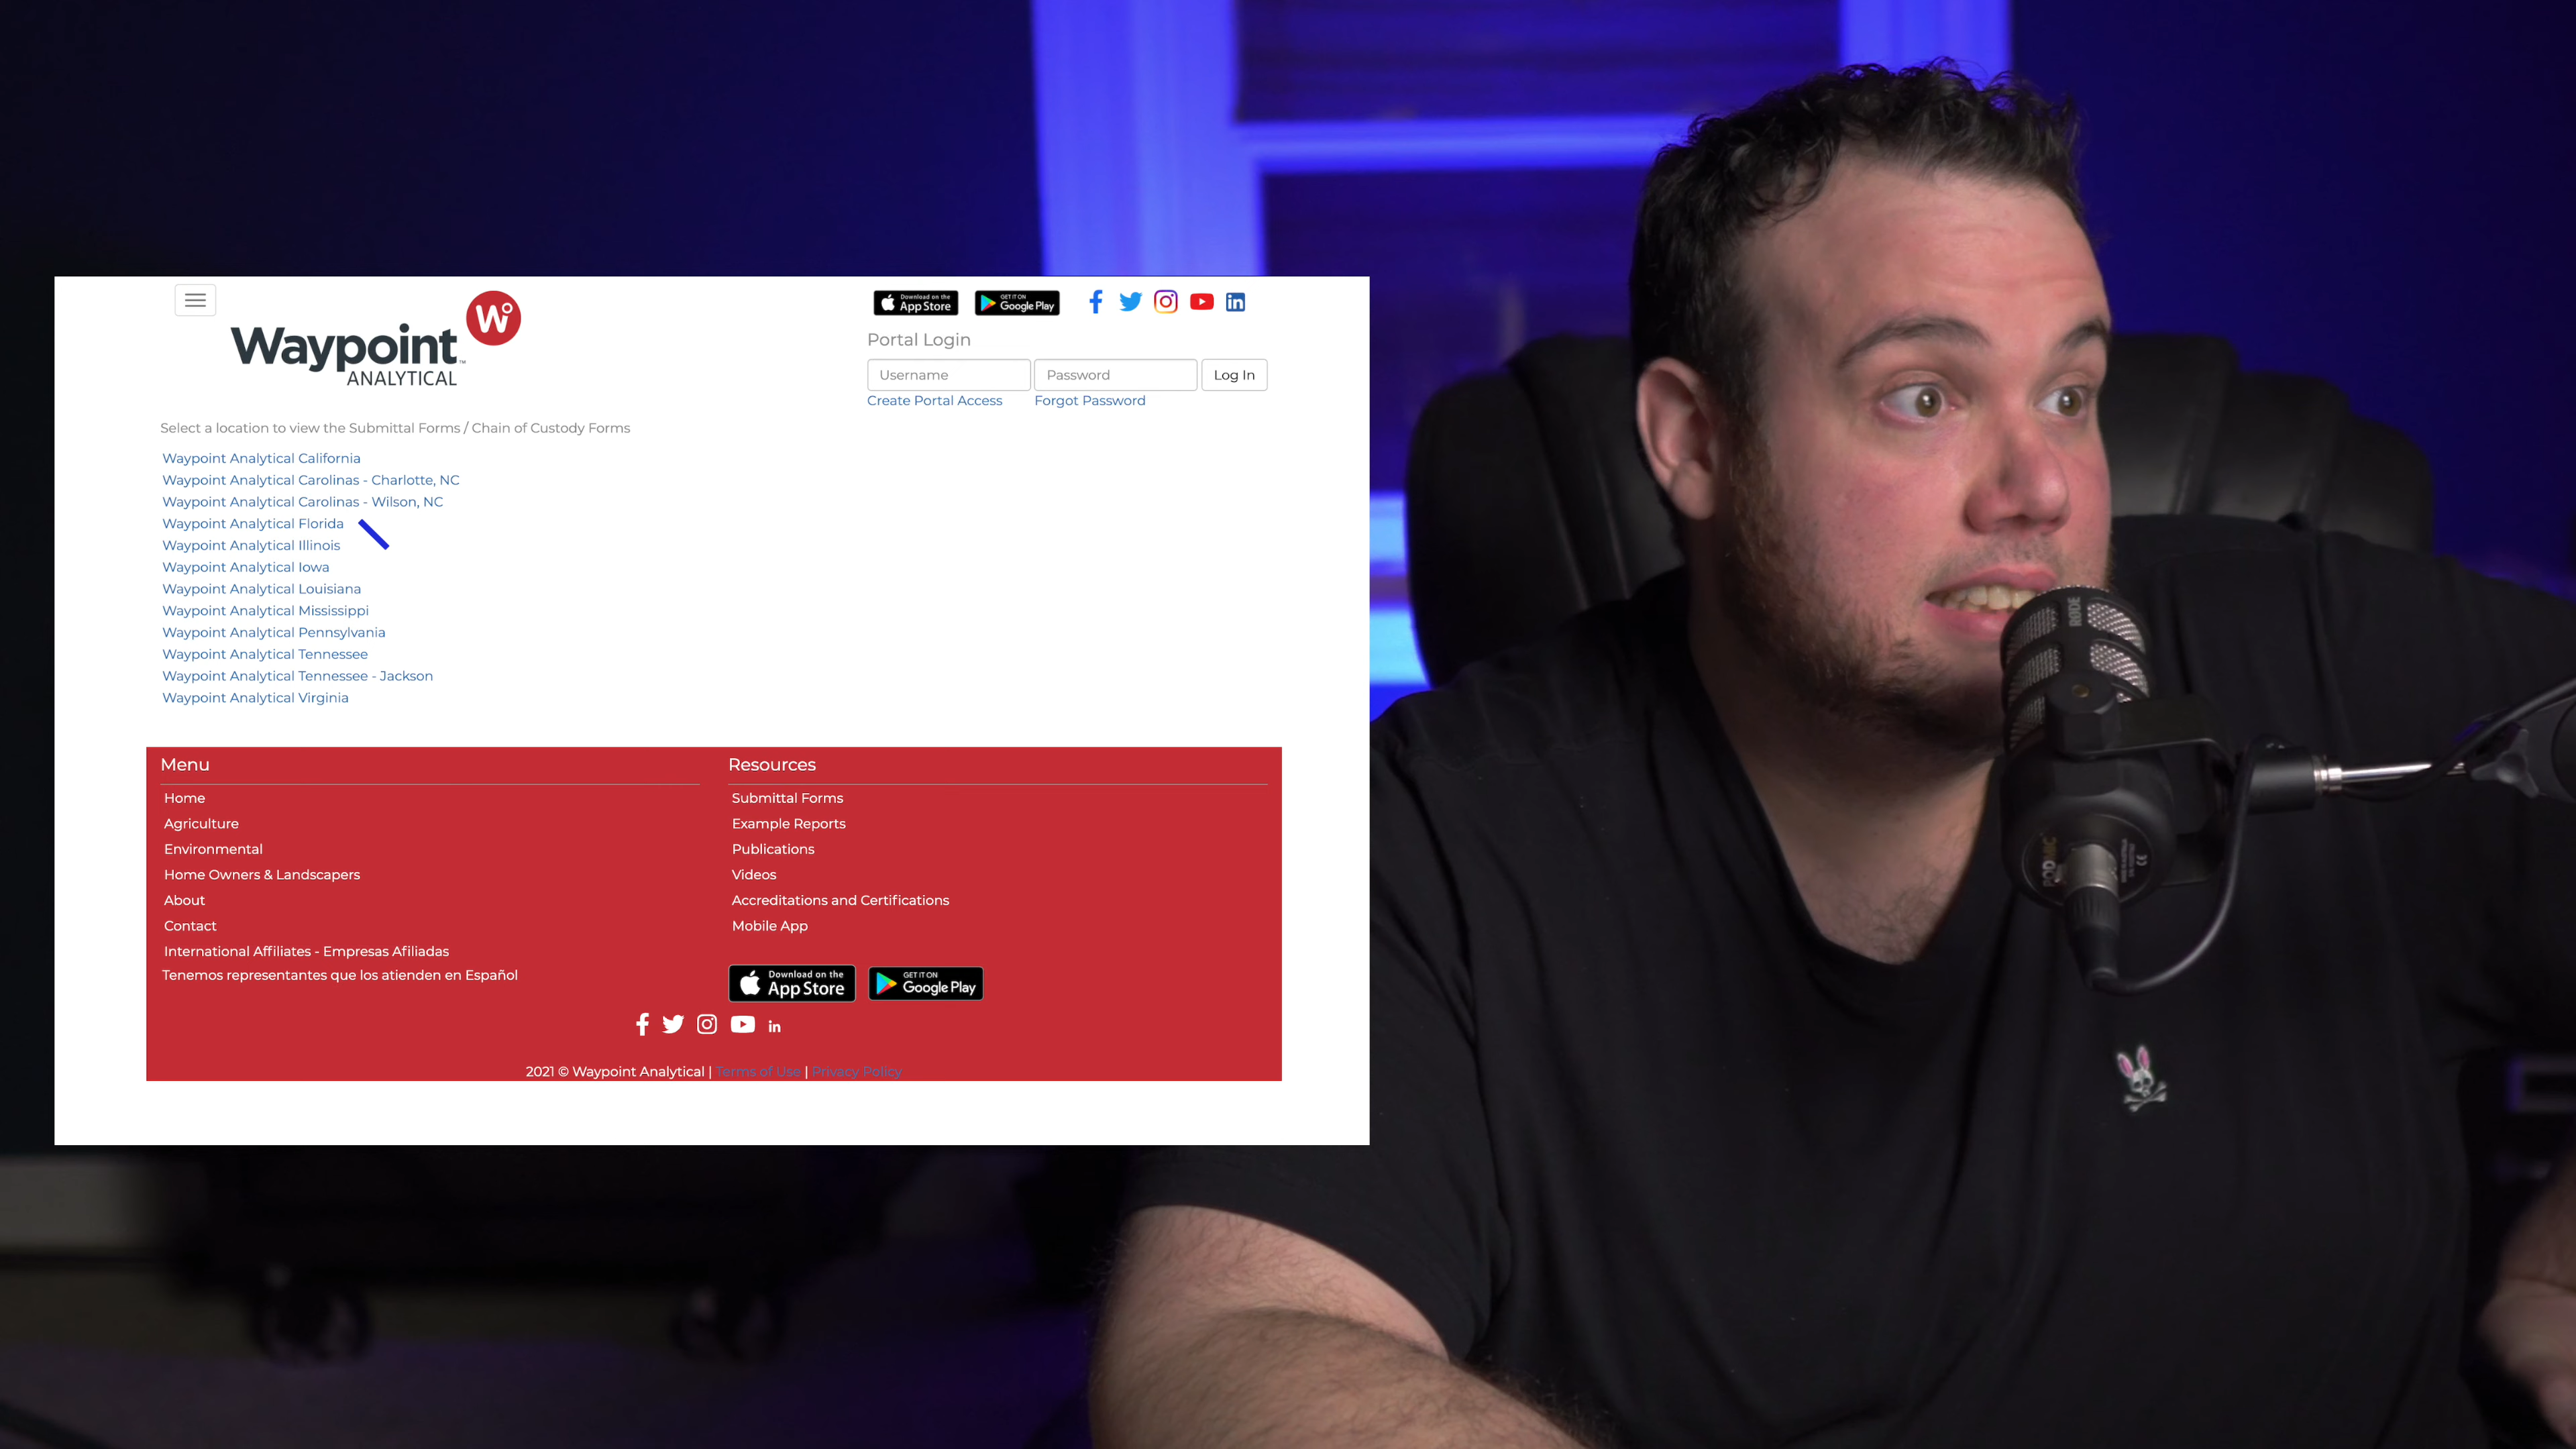 Waypoint™
W
ANALYTICAL
Download on the App Store
GET IT ON Google Play
Portal Login
Username
Password
Log In
Create Portal Access
Forgot Password
Select a location to view the Submittal Forms / Chain of Custody Forms
Waypoint Analytical California
Waypoint Analytical Carolinas - Charlotte, NC
Waypoint Analytical Carolinas - Wilson, NC
Waypoint Analytical Florida
Waypoint Analytical Illinois
Waypoint Analytical Iowa
Waypoint Analytical Louisiana
Waypoint Analytical Mississippi
Waypoint Analytical Pennsylvania
Waypoint Analytical Tennessee
Waypoint Analytical Tennessee - Jackson
Waypoint Analytical Virginia
Menu
Home
Agriculture
Environmental
Home Owners & Landscapers
About
Contact
International Affiliates - Empresas Afiliadas
Tenemos representantes que los atienden en Español
Resources
Submittal Forms
Example Reports
Publications
Videos
Accreditations and Certifications
Mobile App
Download on the App Store
GET IT ON Google Play
in
2021 © Waypoint Analytical | Terms of Use | Privacy Policy
RØDE
PODMIC